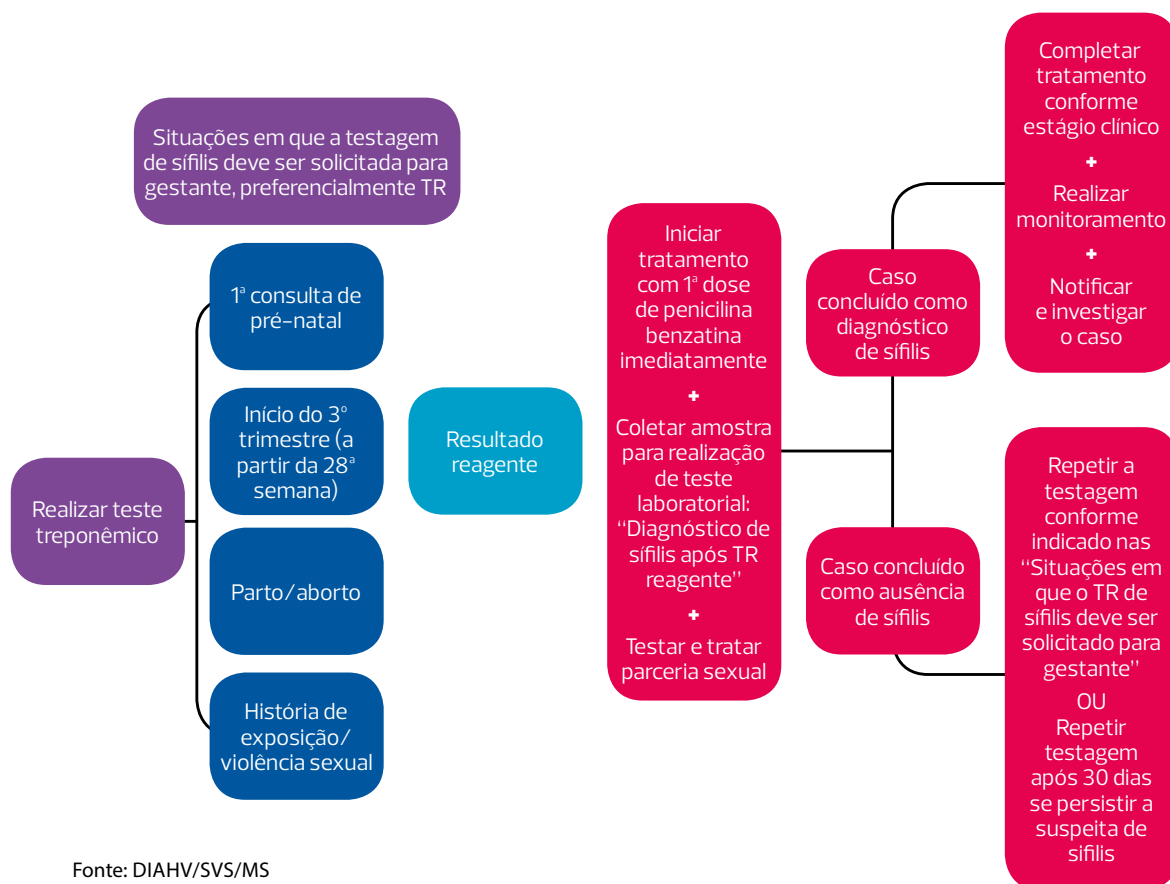 Situações em que a testagem
de sífilis deve ser solicitada para
gestante, preferencialmente TR
Realizar teste
treponêmico
1ª consulta de
pré-natal
Início do 3º
trimestre (a
partir da 28ª
semana)
Parto/aborto
História de
exposição/
violência sexual
Resultado
reagente
Iniciar
tratamento
com 1ª dose
de penicilina
benzatina
imediatamente
+
Coletar amostra
para realização
de teste
laboratorial:
“Diagnóstico de
sífilis após TR
reagente”
+
Testar e tratar
parceria sexual
Caso
concluído como
diagnóstico
de sífilis
Completar
tratamento
conforme
estágio clínico
+
Realizar
monitoramento
+
Notificar
e investigar
o caso
Caso concluído
como ausência
de sífilis
Repetir a
testagem
conforme
indicado nas
“Situações em
que o TR de
sífilis deve ser
solicitado para
gestante”
OU
Repetir
testagem
após 30 dias
se persistir a
suspeita de
sifilis
Fonte: DIAHV/SVS/MS